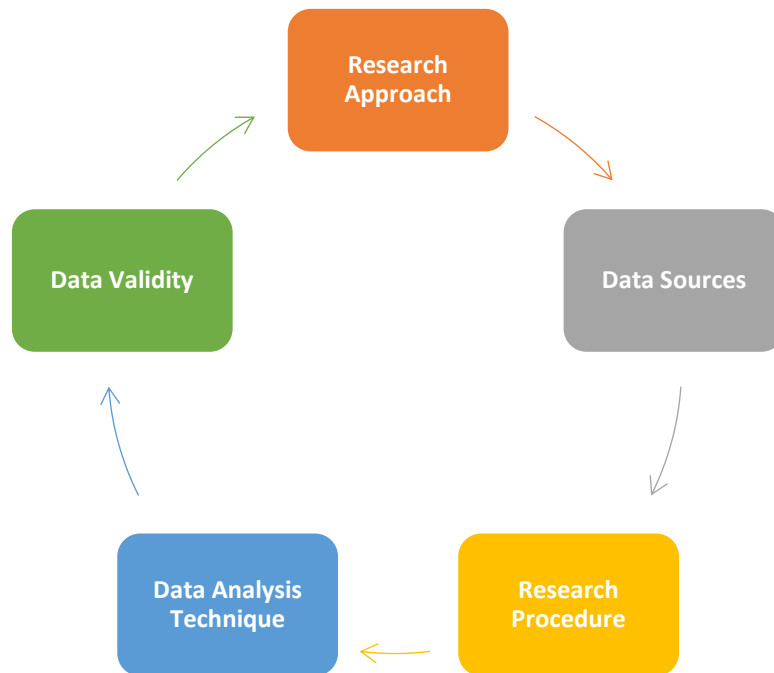 Research
Approach
Data Sources
Research
Procedure
Data Analysis
Technique
Data Validity